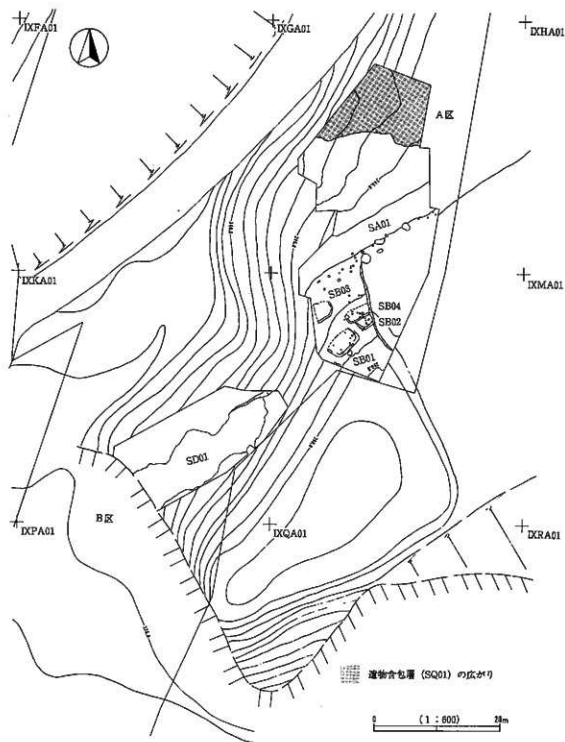 IXFA01
IXGA01
IXHA01
A区
SA01
IXKA01
IXMA01
SB03
SB04
SB02
SB01
SD01
B区
IXPA01
IXQA01
IXRA01
遺物含包層 (SQ01) の広がり
0 (1:600) 20m